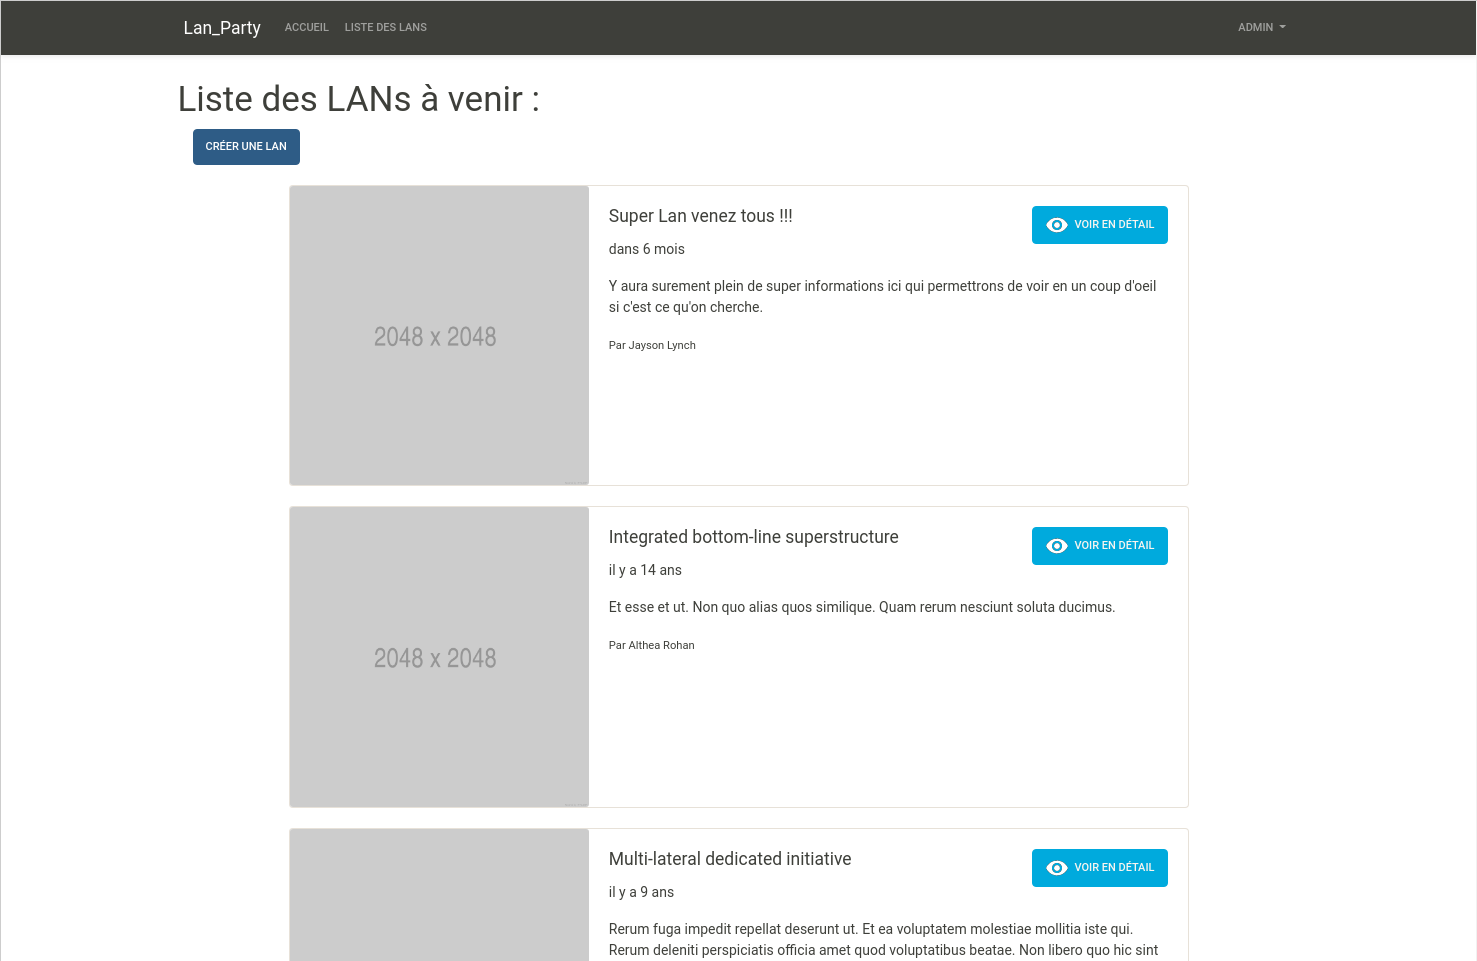 Lan_Party ACCUEIL LISTE DES LANS ADMIN
Liste des LANs à venir :
CRÉER UNE LAN
2048 x 2048
Super Lan venez tous !!!
VOIR EN DÉTAIL
dans 6 mois
Y aura surement plein de super informations ici qui permettrons de voir en un coup d'oeil
si c'est ce qu'on cherche.
Par Jayson Lynch
2048 x 2048
Integrated bottom-line superstructure
VOIR EN DÉTAIL
il y a 14 ans
Et esse et ut. Non quo alias quos similique. Quam rerum nesciunt soluta ducimus.
Par Althea Rohan
Multi-lateral dedicated initiative
VOIR EN DÉTAIL
il y a 9 ans
Rerum fuga impedit repellat deserunt ut. Et ea voluptatem molestiae mollitia iste qui.
Rerum deleniti perspiciatis officia amet quod voluptatibus beatae. Non libero quo hic sint